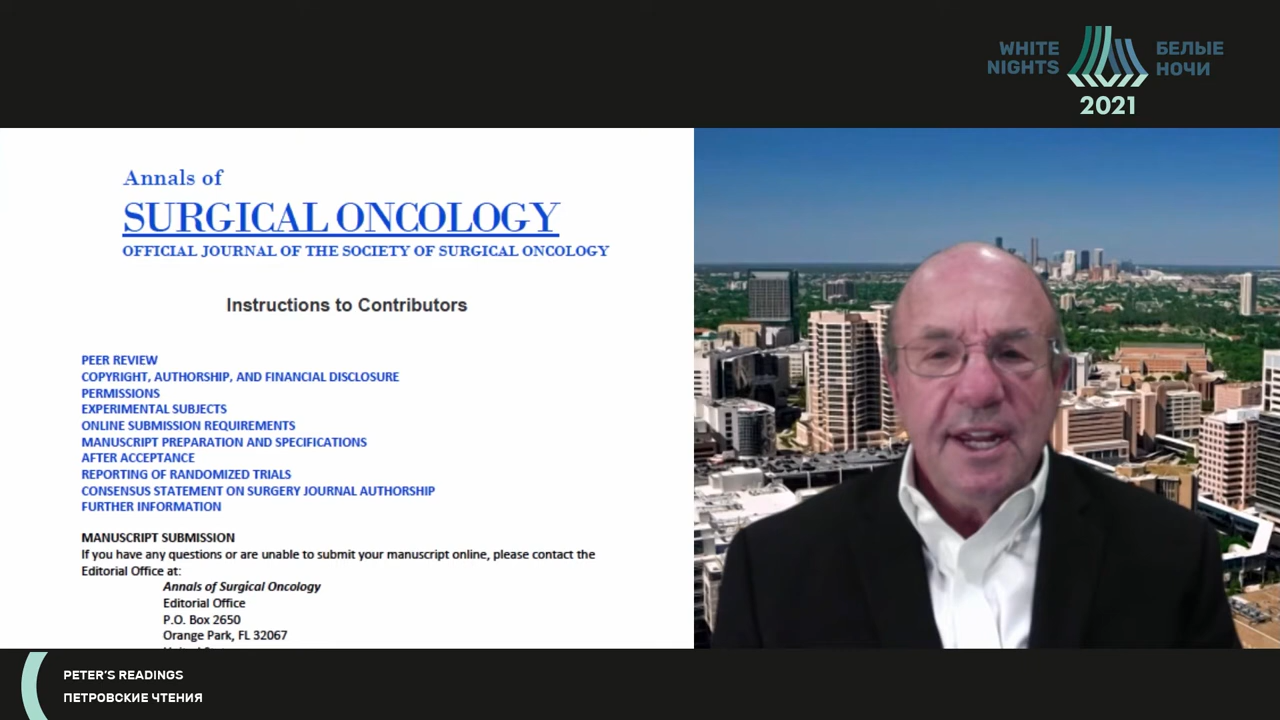 WHITE
NIGHTS
БЕЛЫЕ
НОЧИ
2021
Annals of
SURGICAL ONCOLOGY
OFFICIAL JOURNAL OF THE SOCIETY OF SURGICAL ONCOLOGY
Instructions to Contributors
PEER REVIEW
COPYRIGHT, AUTHORSHIP, AND FINANCIAL DISCLOSURE
PERMISSIONS
EXPERIMENTAL SUBJECTS
ONLINE SUBMISSION REQUIREMENTS
MANUSCRIPT PREPARATION AND SPECIFICATIONS
AFTER ACCEPTANCE
REPORTING OF RANDOMIZED TRIALS
CONSENSUS STATEMENT ON SURGERY JOURNAL AUTHORSHIP
FURTHER INFORMATION
MANUSCRIPT SUBMISSION
If you have any questions or are unable to submit your manuscript online, please contact the
Editorial Office at:
Annals of Surgical Oncology
Editorial Office
P.O. Box 2650
Orange Park, FL 32067
PETER'S READINGS
ПЕТРОВСКИЕ ЧТЕНИЯ